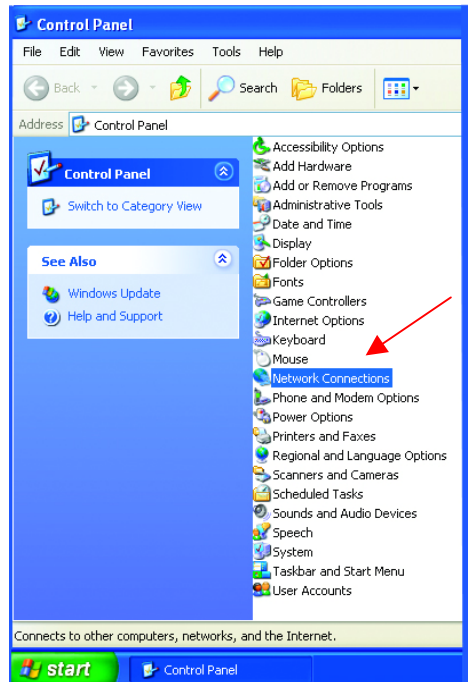 Control Panel
File Edit View Favorites Tools Help
Back Search Folders
Address Control Panel
Control Panel
Switch to Category View
See Also
Windows Update
Help and Support
Accessibility Options
Add Hardware
Add or Remove Programs
Administrative Tools
Date and Time
Display
Folder Options
Fonts
Game Controllers
Internet Options
Keyboard
Mouse
Network Connections
Phone and Modem Options
Power Options
Printers and Faxes
Regional and Language Options
Scanners and Cameras
Scheduled Tasks
Sounds and Audio Devices
Speech
System
Taskbar and Start Menu
User Accounts
Connects to other computers, networks, and the Internet.
start Control Panel